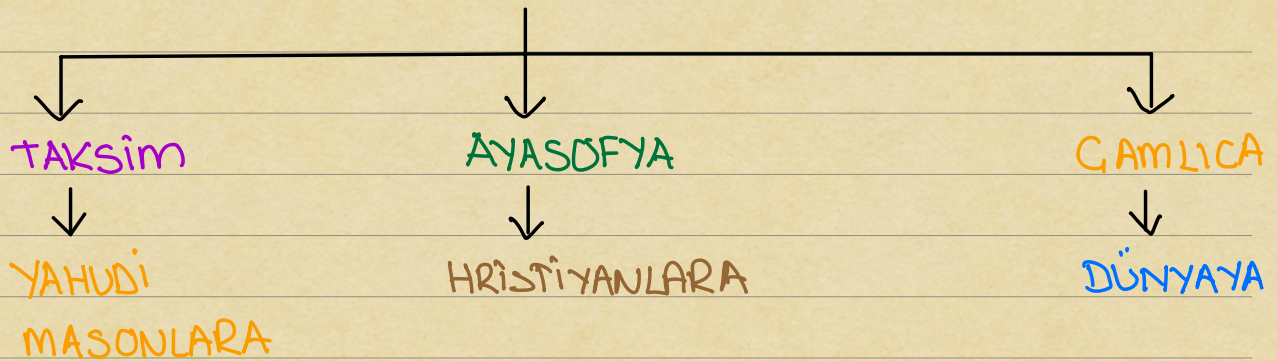 TAKSİM
AYASOFYA
ÇAMLICA
YAHUDİ
MASONLARA
HRİSTİYANLARA
DÜNYAYA